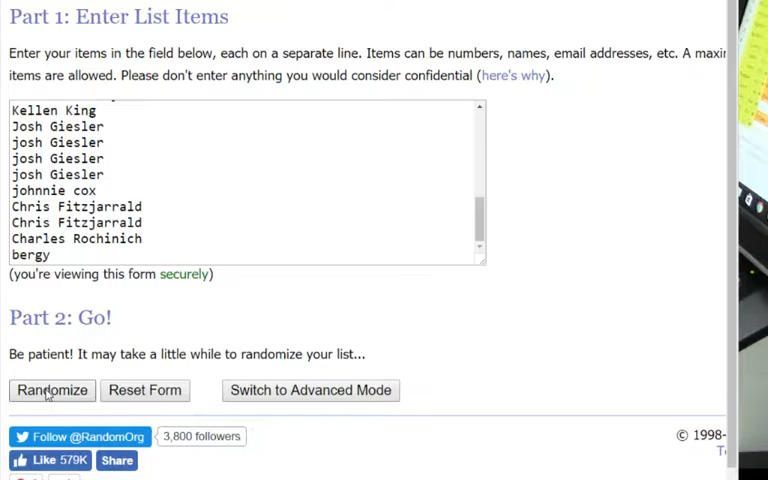 Part 1: Enter List Items
Enter your items in the field below, each on a separate line. Items can be numbers, names, email addresses, etc. A
items are allowed. Please don't enter anything you would consider confidential (here's why).
Kellen King
Josh Giesler
josh Giesler
josh Giesler
josh Giesler
johnnie cox
Chris Fitzjarrald
Chris Fitzjarrald
Charles Rochinich
bergy
(you're viewing this form securely)
Part 2: Go!
Be patient! It may take a little while to randomize your list...
Randomize Reset Form Switch to Advanced Mode
Follow @RandomOrg 3,800 followers
© 1998-
Like 579K Share